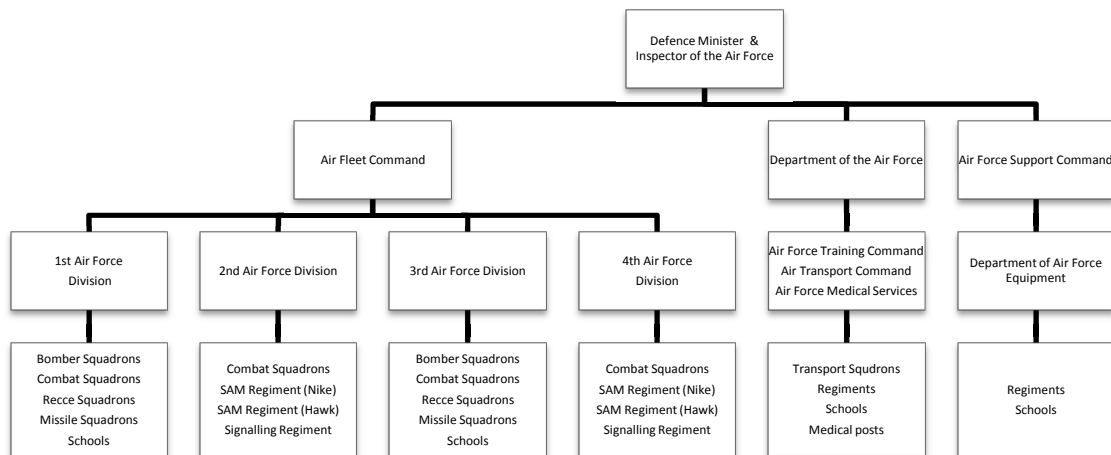 Defence Minister &
Inspector of the Air Force
Air Fleet Command
Department of the Air Force
Air Force Support Command
1st Air Force
Division
2nd Air Force Division
3rd Air Force Division
4th Air Force
Division
Air Force Training Command
Air Transport Command
Air Force Medical Services
Department of Air Force
Equipment
Bomber Squadrons
Combat Squadrons
Recce Squadrons
Missile Squadrons
Schools
Combat Squadrons
SAM Regiment (Nike)
SAM Regiment (Hawk)
Signalling Regiment
Bomber Squadrons
Combat Squadrons
Recce Squadrons
Missile Squadrons
Schools
Combat Squadrons
SAM Regiment (Nike)
SAM Regiment (Hawk)
Signalling Regiment
Transport Squdrons
Regiments
Schools
Medical posts
Regiments
Schools